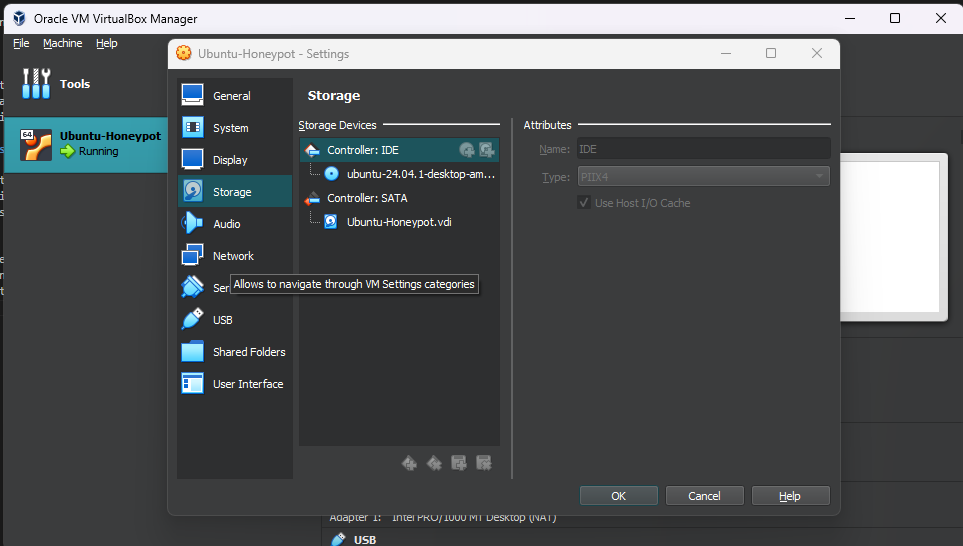 Oracle VM VirtualBox Manager
File Machine Help
Ubuntu-Honeypot - Settings
Tools
64
Ubuntu-Honeypot
Running
General
System
Display
Storage
Audio
Network
Ser
USB
Shared Folders
User Interface
Allows to navigate through VM Settings categories
Storage
Storage Devices
Controller: IDE
ubuntu-24.04.1-desktop-am...
Controller: SATA
Ubuntu-Honeypot.vdi
Attributes
Name: IDE
Type: PIIX4
Use Host I/O Cache
OK Cancel Help
Adapter 1: Intel PRO/1000 MT Desktop (NAT)
USB